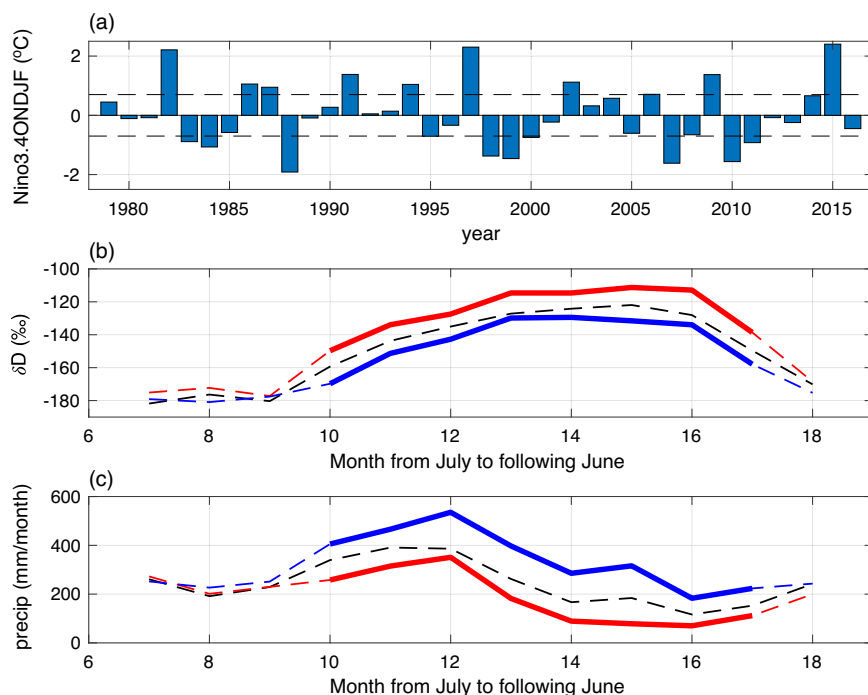 (a)
Nino3.4ONDJF (ºC)
2
0
-2
1980 1985 1990 1995 2000 2005 2010 2015
year
(b)
δD (‰)
-100
-120
-140
-160
-180
6 8 10 12 14 16 18
Month from July to following June
(c)
precip (mm/month)
600
400
200
0
6 8 10 12 14 16 18
Month from July to following June